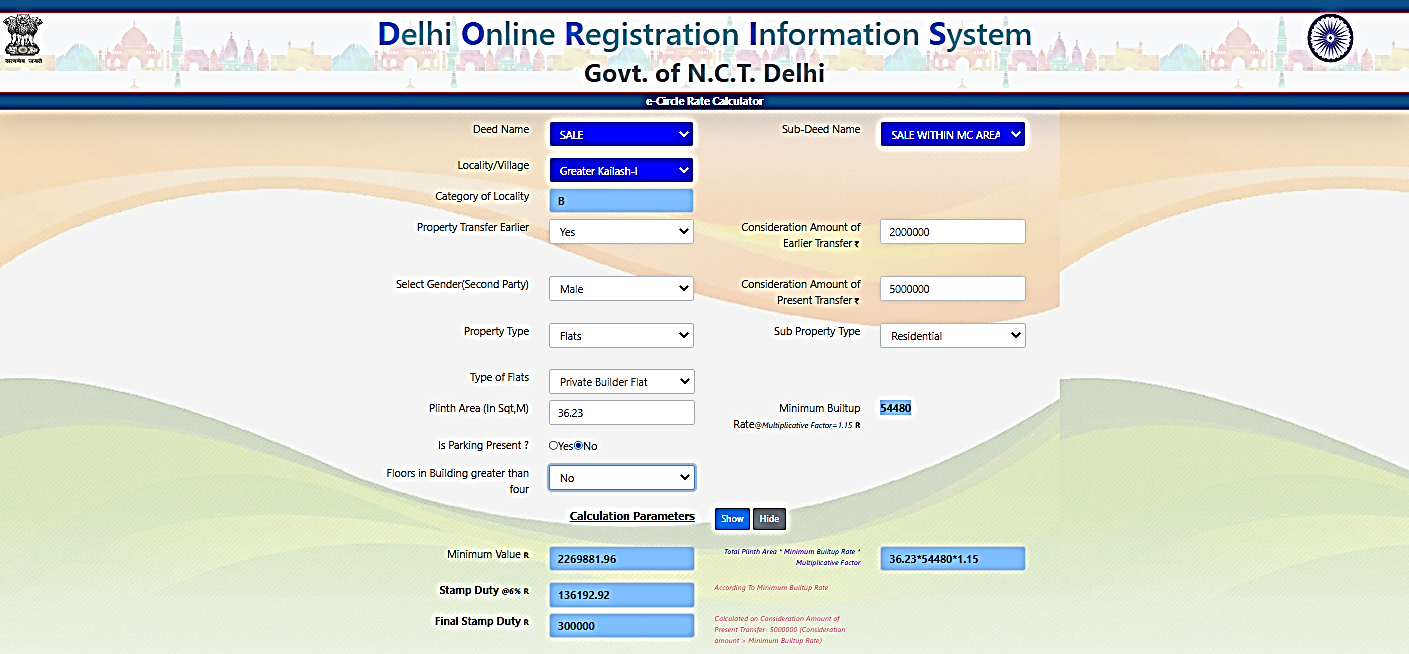 Delhi Online Registration Information System
सत्यमेव जयते
Govt. of N.C.T. Delhi
e-Circle Rate Calculator
Deed Name SALE Sub-Deed Name SALE WITHIN MC AREA
Locality/Village Greater Kailash-I
Category of Locality B
Property Transfer Earlier Yes Consideration Amount of
Earlier Transfer ₹ 2000000
Select Gender(Second Party) Male Consideration Amount of
Present Transfer ₹ 5000000
Property Type Flats Sub Property Type Residential
Type of Flats Private Builder Flat
Plinth Area (In Sqt,M) 36.23 Minimum Builtup 54480
Rate@Multiplicative Factor=1.15 R
Is Parking Present ? Yes No
Floors in Building greater than
four No
Calculation Parameters Show Hide
Minimum Value R 2269881.96 Total Plinth Area * Minimum Builtup Rate *
Multiplicative Factor 36.23*54480*1.15
Stamp Duty @6% R 136192.92 According To Minimum Builtup Rate
Final Stamp Duty R 300000 Calculated on Consideration Amount of
Present Transfer 5000000 (Consideration
amount > Minimum Builtup Rate)